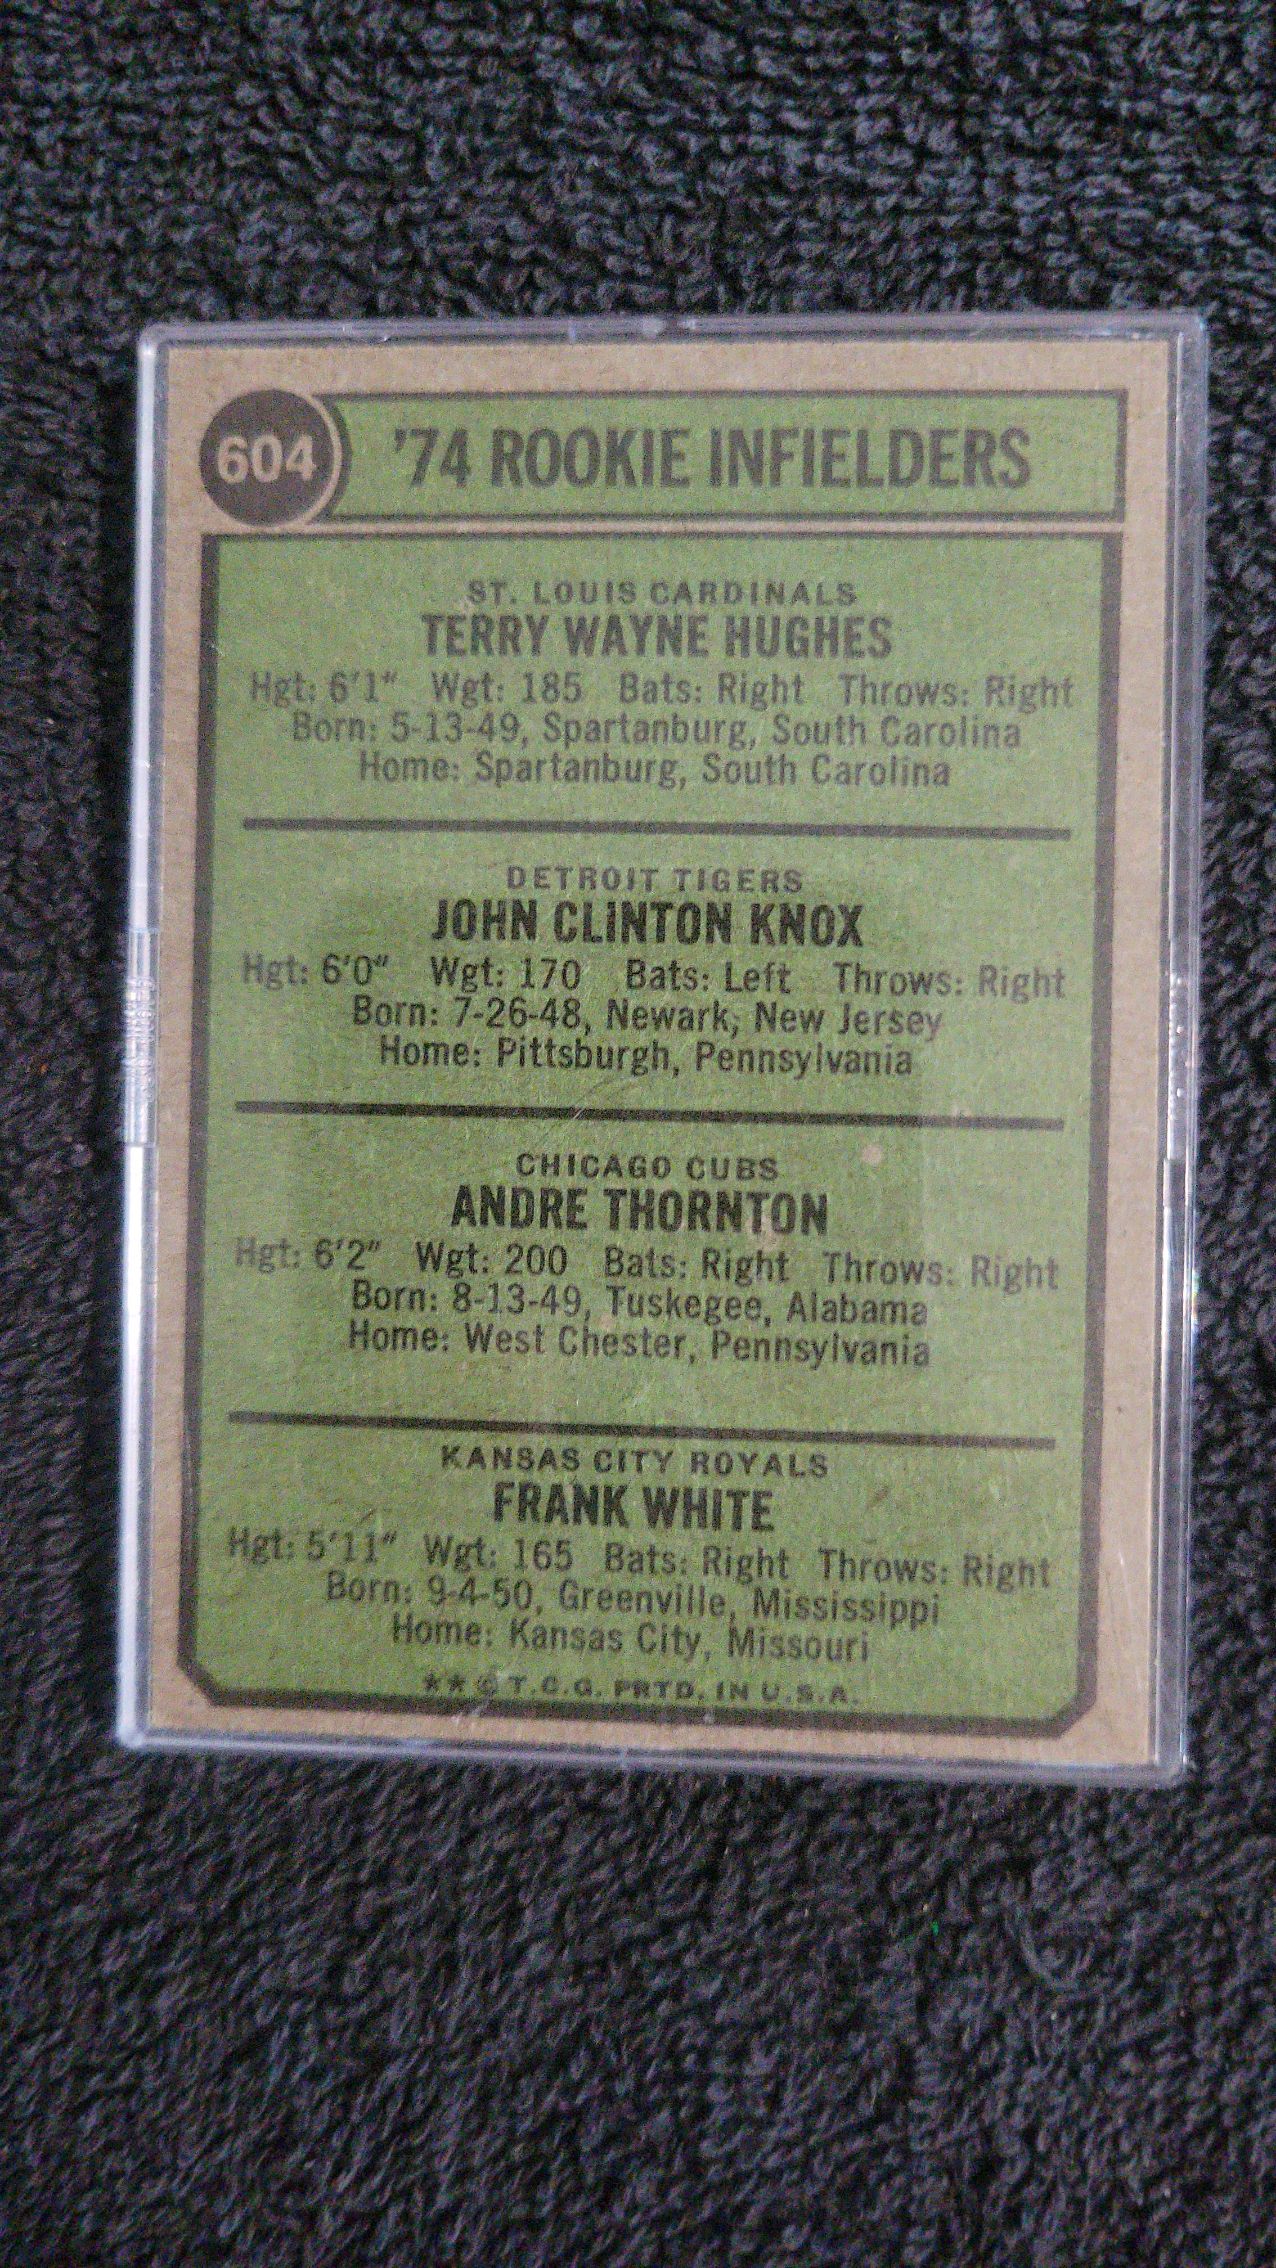 604
'74 ROOKIE INFIELDERS
ST. LOUIS CARDINALS
TERRY WAYNE HUGHES
Hgt: 6'1" Wgt: 185 Bats: Right Throws: Right
Born: 5-13-49, Spartanburg, South Carolina
Home: Spartanburg, South Carolina
DETROIT TIGERS
JOHN CLINTON KNOX
Hgt: 6'0" Wgt: 170 Bats: Left Throws: Right
Born: 7-26-48, Newark, New Jersey
Home: Pittsburgh, Pennsylvania
CHICAGO CUBS
ANDRE THORNTON
Hgt: 6'2" Wgt: 200 Bats: Right Throws: Right
Born: 8-13-49, Tuskegee, Alabama
Home: West Chester, Pennsylvania
KANSAS CITY ROYALS
FRANK WHITE
Hgt: 5'11" Wgt: 165 Bats: Right Throws: Right
Born: 9-4-50, Greenville, Mississippi
Home: Kansas City, Missouri
★★ © T.C.G. PRTD. IN U.S.A.